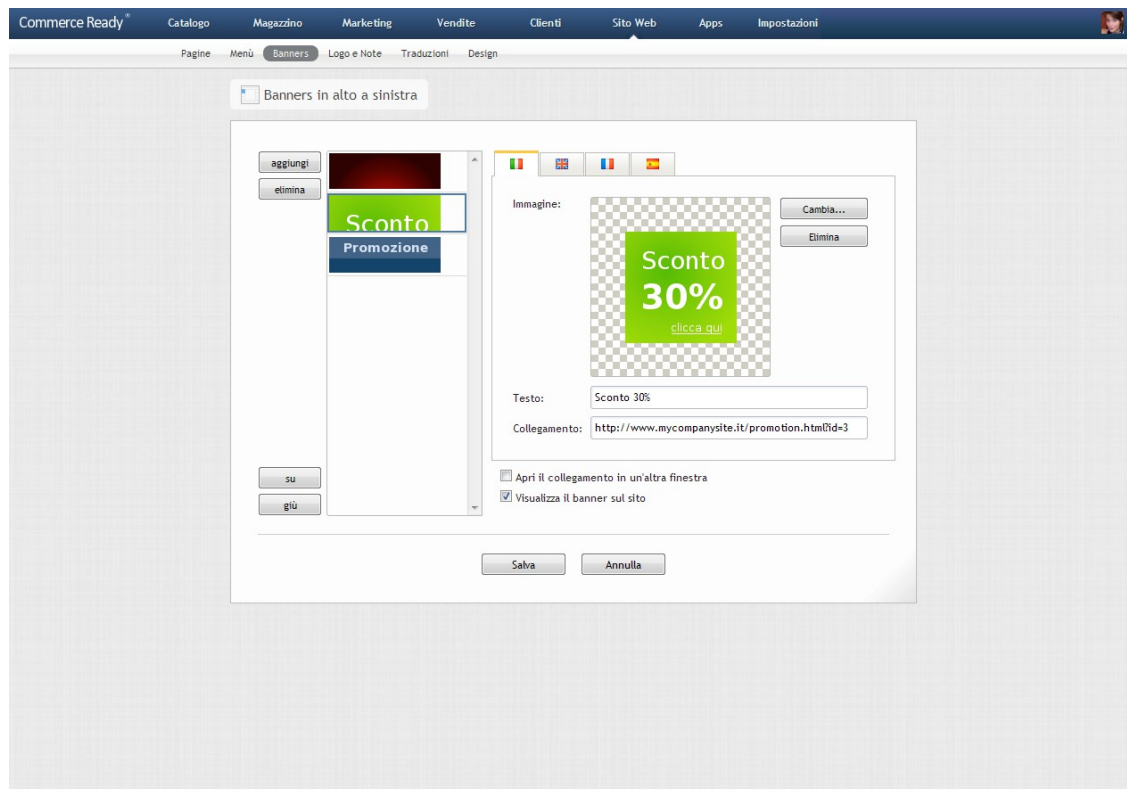 Commerce Ready® Catalogo Magazzino Marketing Vendite Clienti Sito Web Apps Impostazioni
Pagine Menù Banners Logo e Note Traduzioni Design
Banners in alto a sinistra
aggiungi
elimina
Sconto
Promozione
su
giù
Immagine:
Sconto
30%
clicca qui
Cambia...
Elimina
Testo: Sconto 30%
Collegamento: http://www.mycompanysite.it/promotion.html?id=3
Apri il collegamento in un'altra finestra
Visualizza il banner sul sito
Salva Annulla